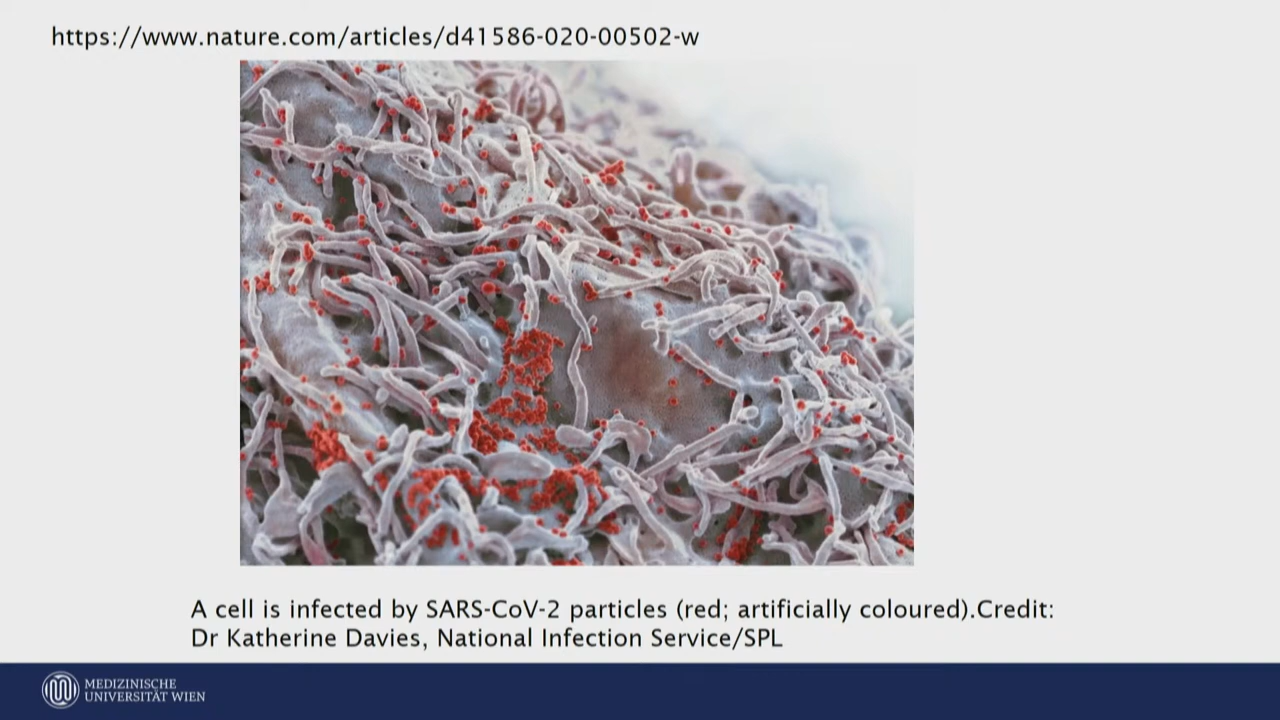 https://www.nature.com/articles/d41586-020-00502-w
A cell is infected by SARS-CoV-2 particles (red; artificially coloured).Credit:
Dr Katherine Davies, National Infection Service/SPL
MEDIZINISCHE
UNIVERSITÄT WIEN